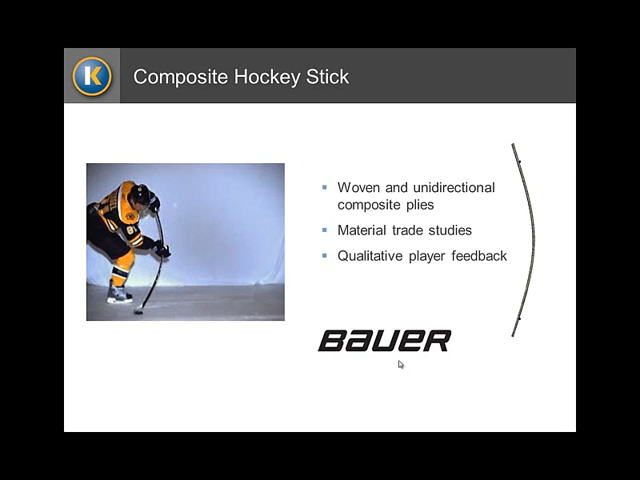 K
Composite Hockey Stick
Woven and unidirectional
composite plies
Material trade studies
Qualitative player feedback
BAUER